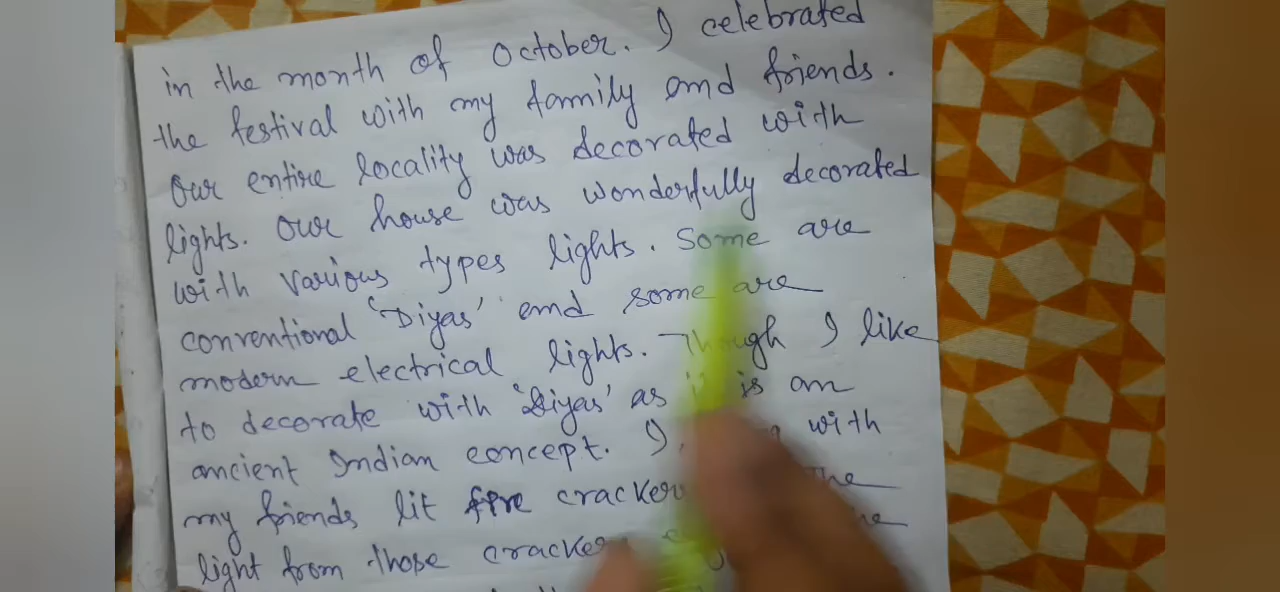 in the month of October. I celebrated
the festival with my family and friends.
Our entire locality was decorated with
lights. Our house was wonderfully decorated
with various types lights. Some are
conventional 'Diyas' and some are
modern electrical lights. Though I like
to decorate with 'Diyas' as is an
ancient Indian concept. I with
my friends lit fire crackers
light from those crackers